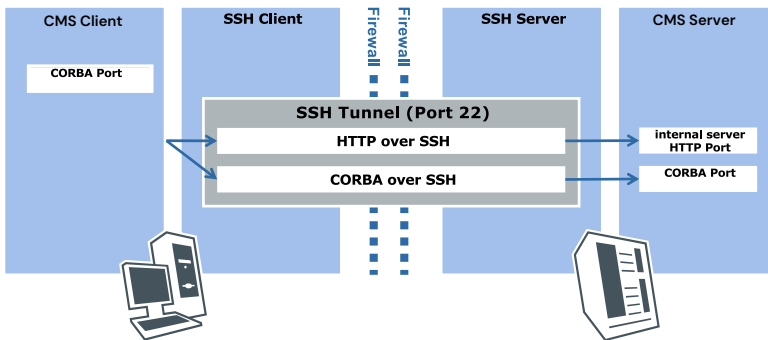 CMS Client
SSH Client
Firewall
Firewall
SSH Server
CMS Server
CORBA Port
SSH Tunnel (Port 22)
HTTP over SSH
internal server
HTTP Port
CORBA over SSH
CORBA Port